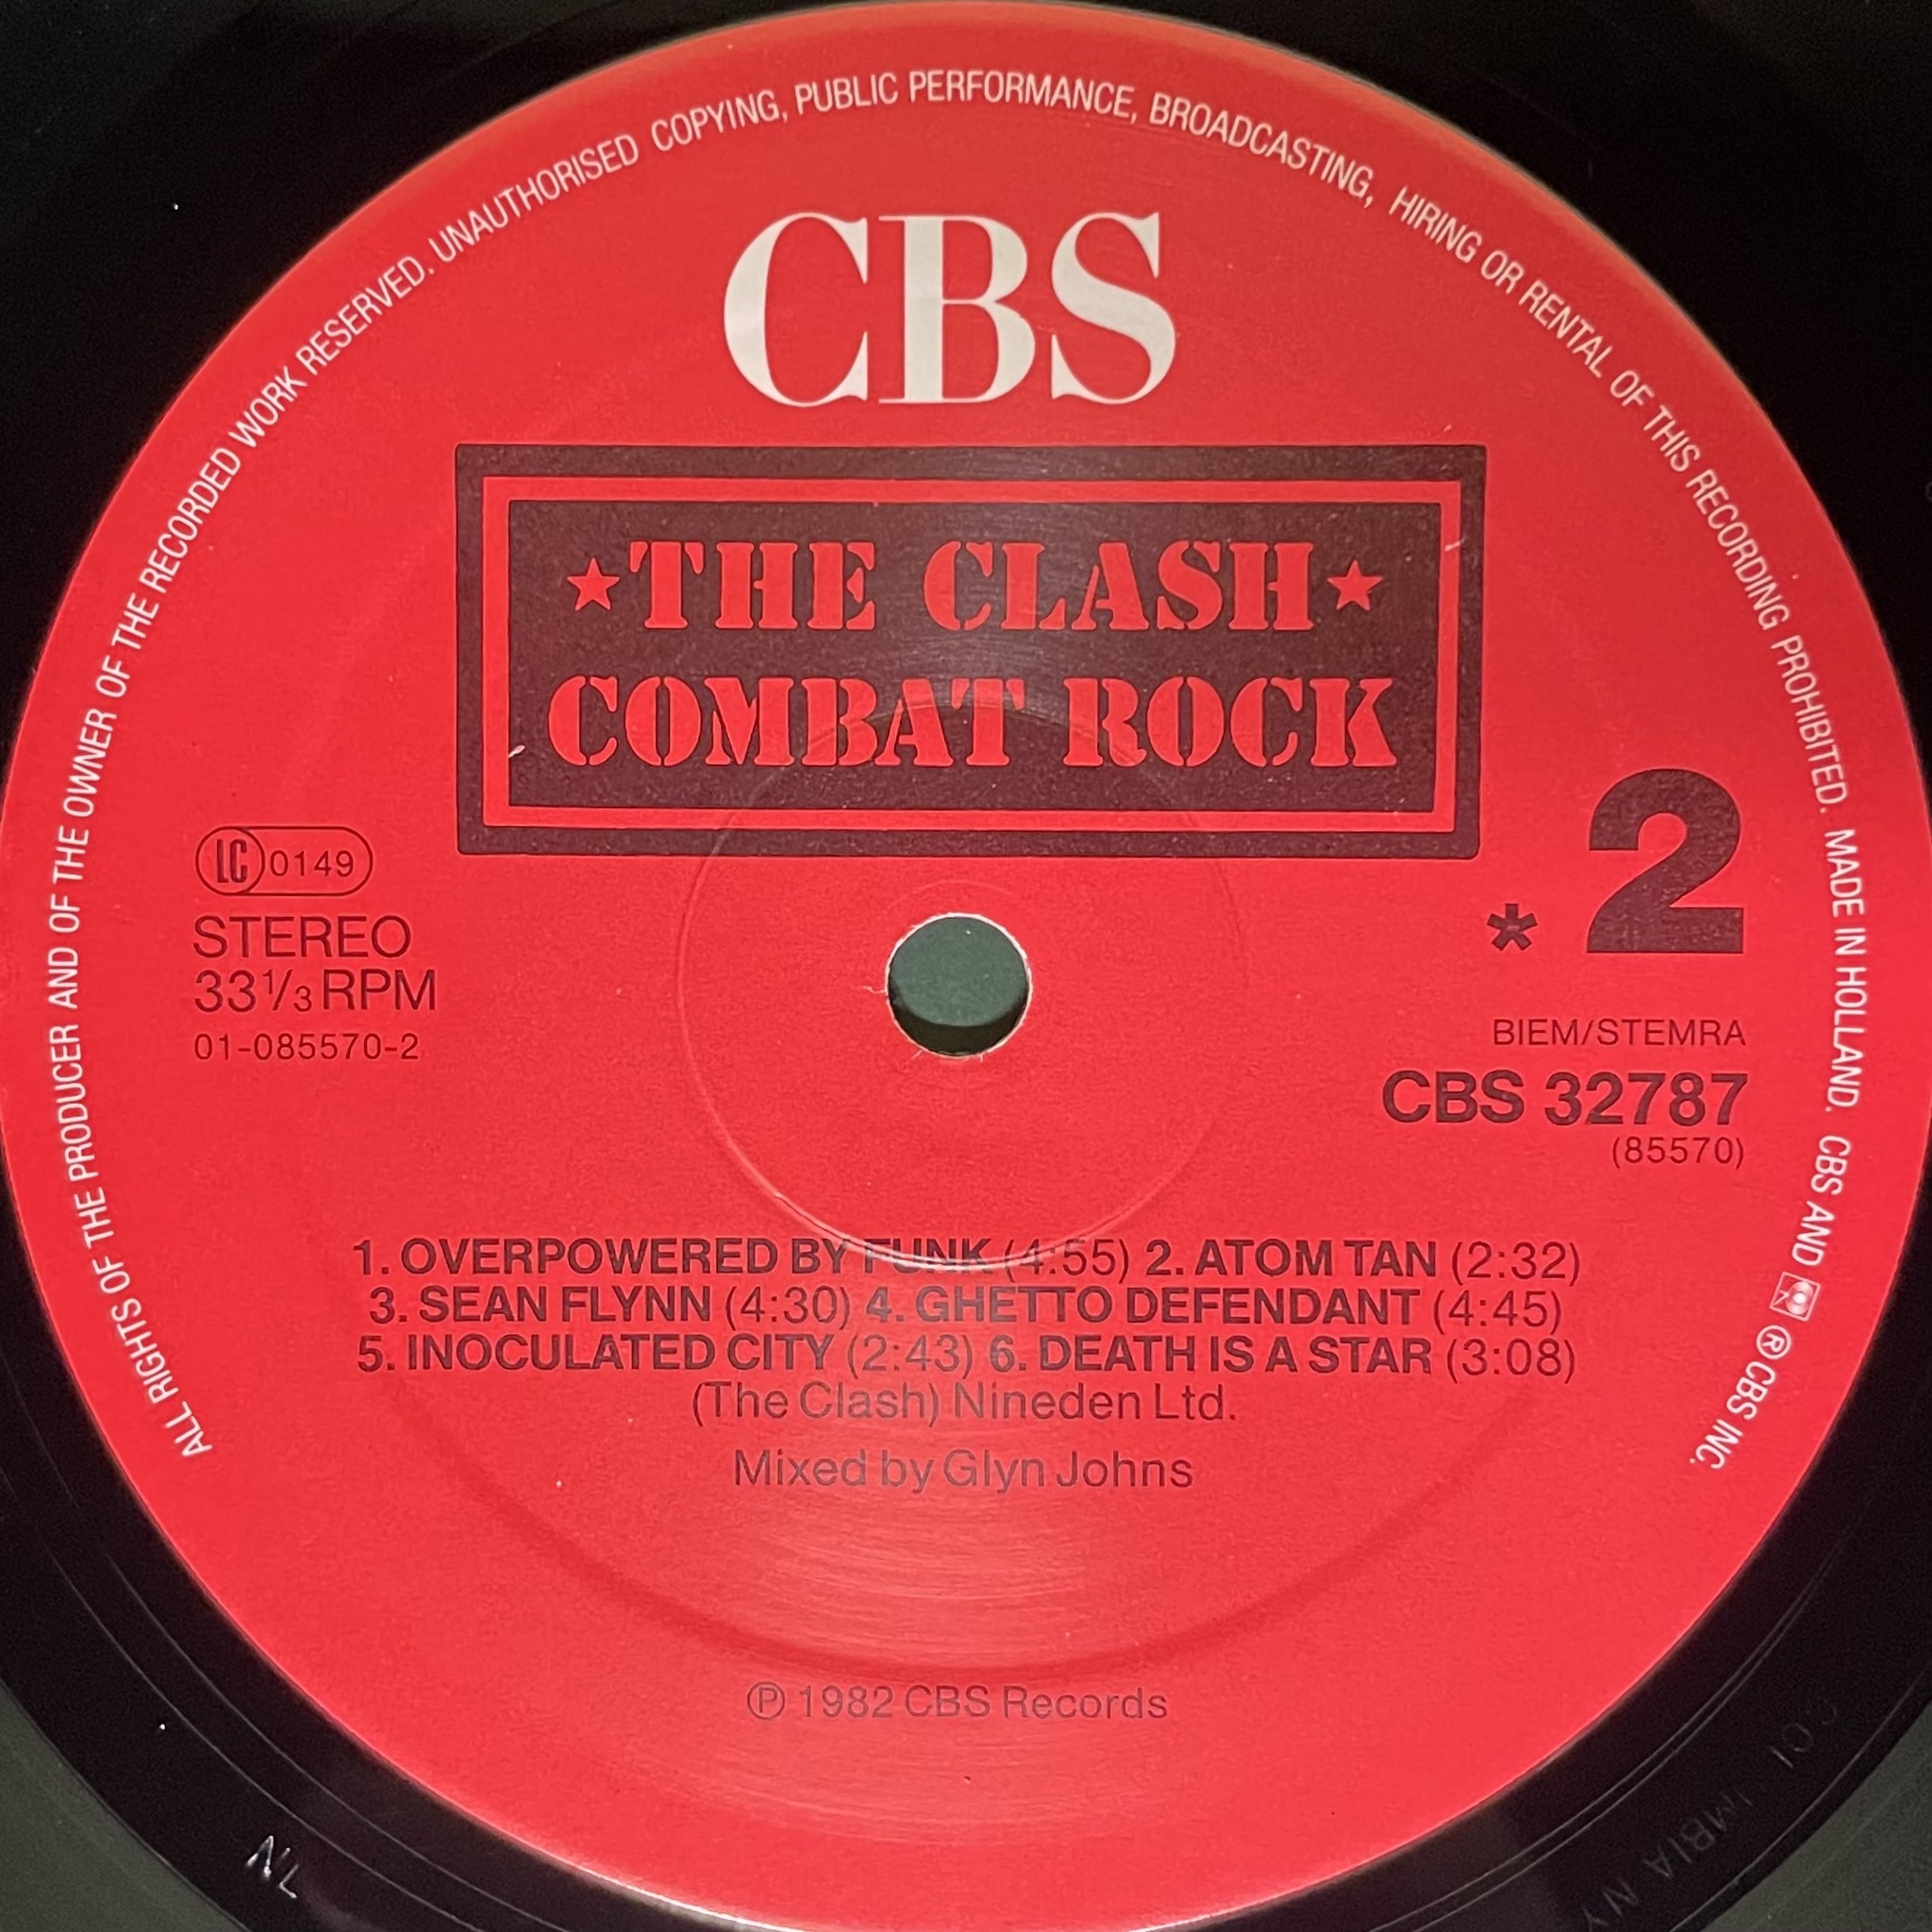 ALL RIGHTS OF THE PRODUCER AND OF THE OWNER OF THE RECORDED WORK RESERVED. UNAUTHORISED COPYING, PUBLIC PERFORMANCE, BROADCASTING, HIRING OR RENTAL OF THIS RECORDING PROHIBITED. MADE IN HOLLAND. CBS AND ® CBS INC.
CBS
★THE CLASH★
COMBAT ROCK
LC 0149
STEREO
33 1/3 RPM
01-085570-2
* 2
BIEM/STEMRA
CBS 32787
(85570)
1. OVERPOWERED BY FUNK (4:55) 2. ATOM TAN (2:32)
3. SEAN FLYNN (4:30) 4. GHETTO DEFENDANT (4:45)
5. INOCULATED CITY (2:43) 6. DEATH IS A STAR (3:08)
(The Clash) Nineden Ltd.
Mixed by Glyn Johns
℗ 1982 CBS Records